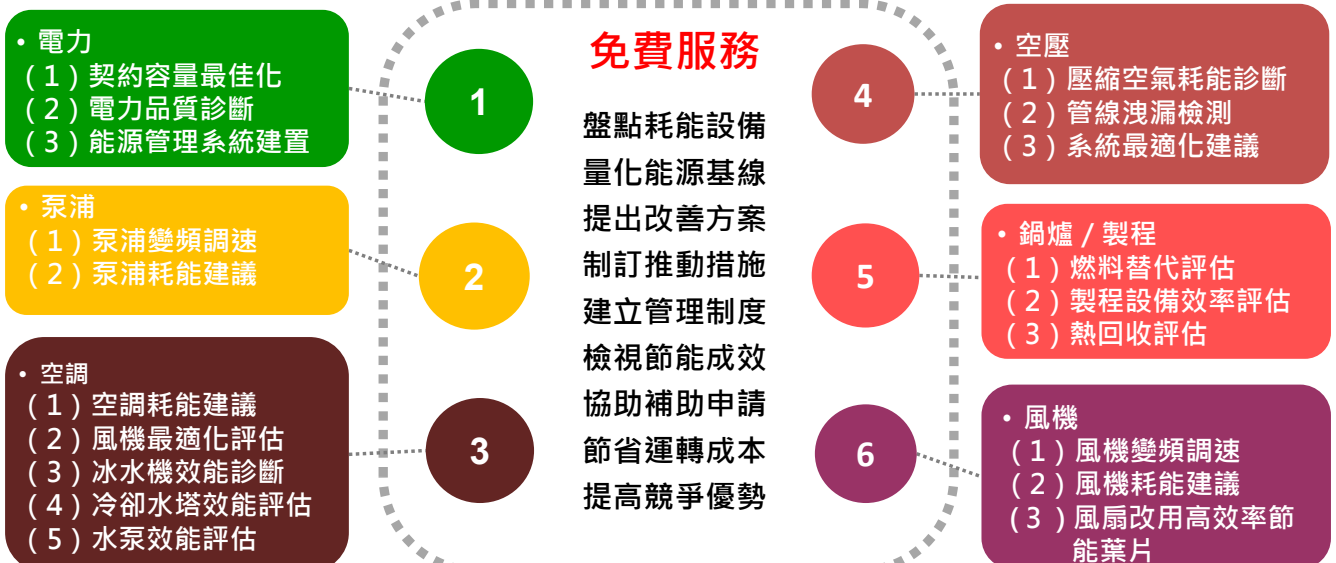 • 電力
（1）契約容量最佳化
（2）電力品質診斷
（3）能源管理系統建置
1
• 泵浦
（1）泵浦變頻調速
（2）泵浦耗能建議
2
• 空調
（1）空調耗能建議
（2）風機最適化評估
（3）冰水機效能診斷
（4）冷卻水塔效能評估
（5）水泵效能評估
3
免費服務
盤點耗能設備
量化能源基線
提出改善方案
制訂推動措施
建立管理制度
檢視節能成效
協助補助申請
節省運轉成本
提高競爭優勢
4
• 空壓
（1）壓縮空氣耗能診斷
（2）管線洩漏檢測
（3）系統最適化建議
5
• 鍋爐／製程
（1）燃料替代評估
（2）製程設備效率評估
（3）熱回收評估
6
• 風機
（1）風機變頻調速
（2）風機耗能建議
（3）風扇改用高效率節
能葉片